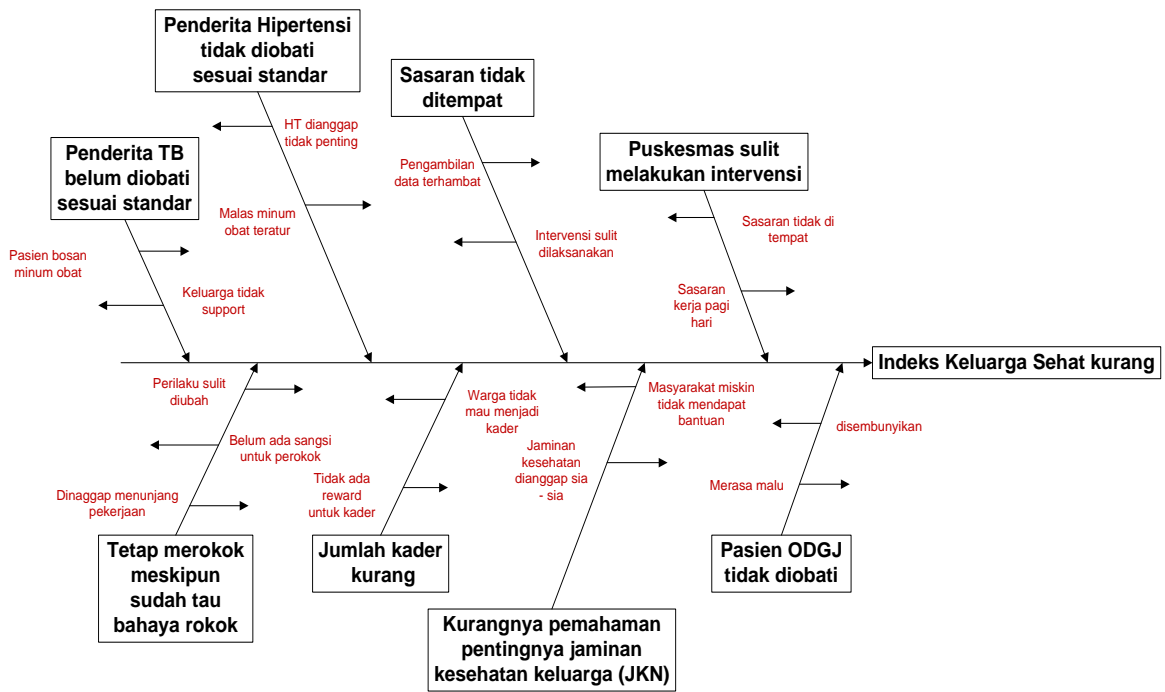 Penderita Hipertensi
tidak diobati
sesuai standar
HT dianggap
tidak penting
Malas minum
obat teratur
Sasaran tidak
ditempat
Pengambilan
data terhambat
Intervensi sulit
dilaksanakan
Puskesmas sulit
melakukan intervensi
Sasaran tidak di
tempat
Sasaran
kerja pagi
hari
Penderita TB
belum diobati
sesuai standar
Pasien bosan
minum obat
Keluarga tidak
support
Indeks Keluarga Sehat kurang
Perilaku sulit
diubah
Belum ada sangsi
untuk perokok
Dinaggap menunjang
pekerjaan
Tetap merokok
meskipun
sudah tau
bahaya rokok
Warga tidak
mau menjadi
kader
Tidak ada
reward
untuk kader
Jumlah kader
kurang
Masyarakat miskin
tidak mendapat
bantuan
Jaminan
kesehatan
dianggap sia
- sia
Kurangnya pemahaman
pentingnya jaminan
kesehatan keluarga (JKN)
disembunyikan
Merasa malu
Pasien ODGJ
tidak diobati